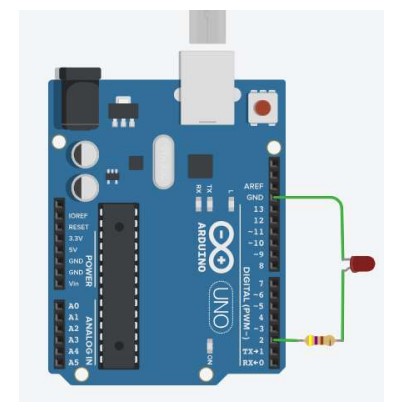 AREF
GND
13
12
~11
~10
~9
8
7
~6
~5
4
~3
2
TX→1
RX←0
IOREF
RESET
3.3V
5V
GND
GND
Vin
POWER
A0
A1
A2
A3
A4
A5
ANALOG IN
RX
TX
L
ARDUINO
UNO
DIGITAL (PWM~)
ON